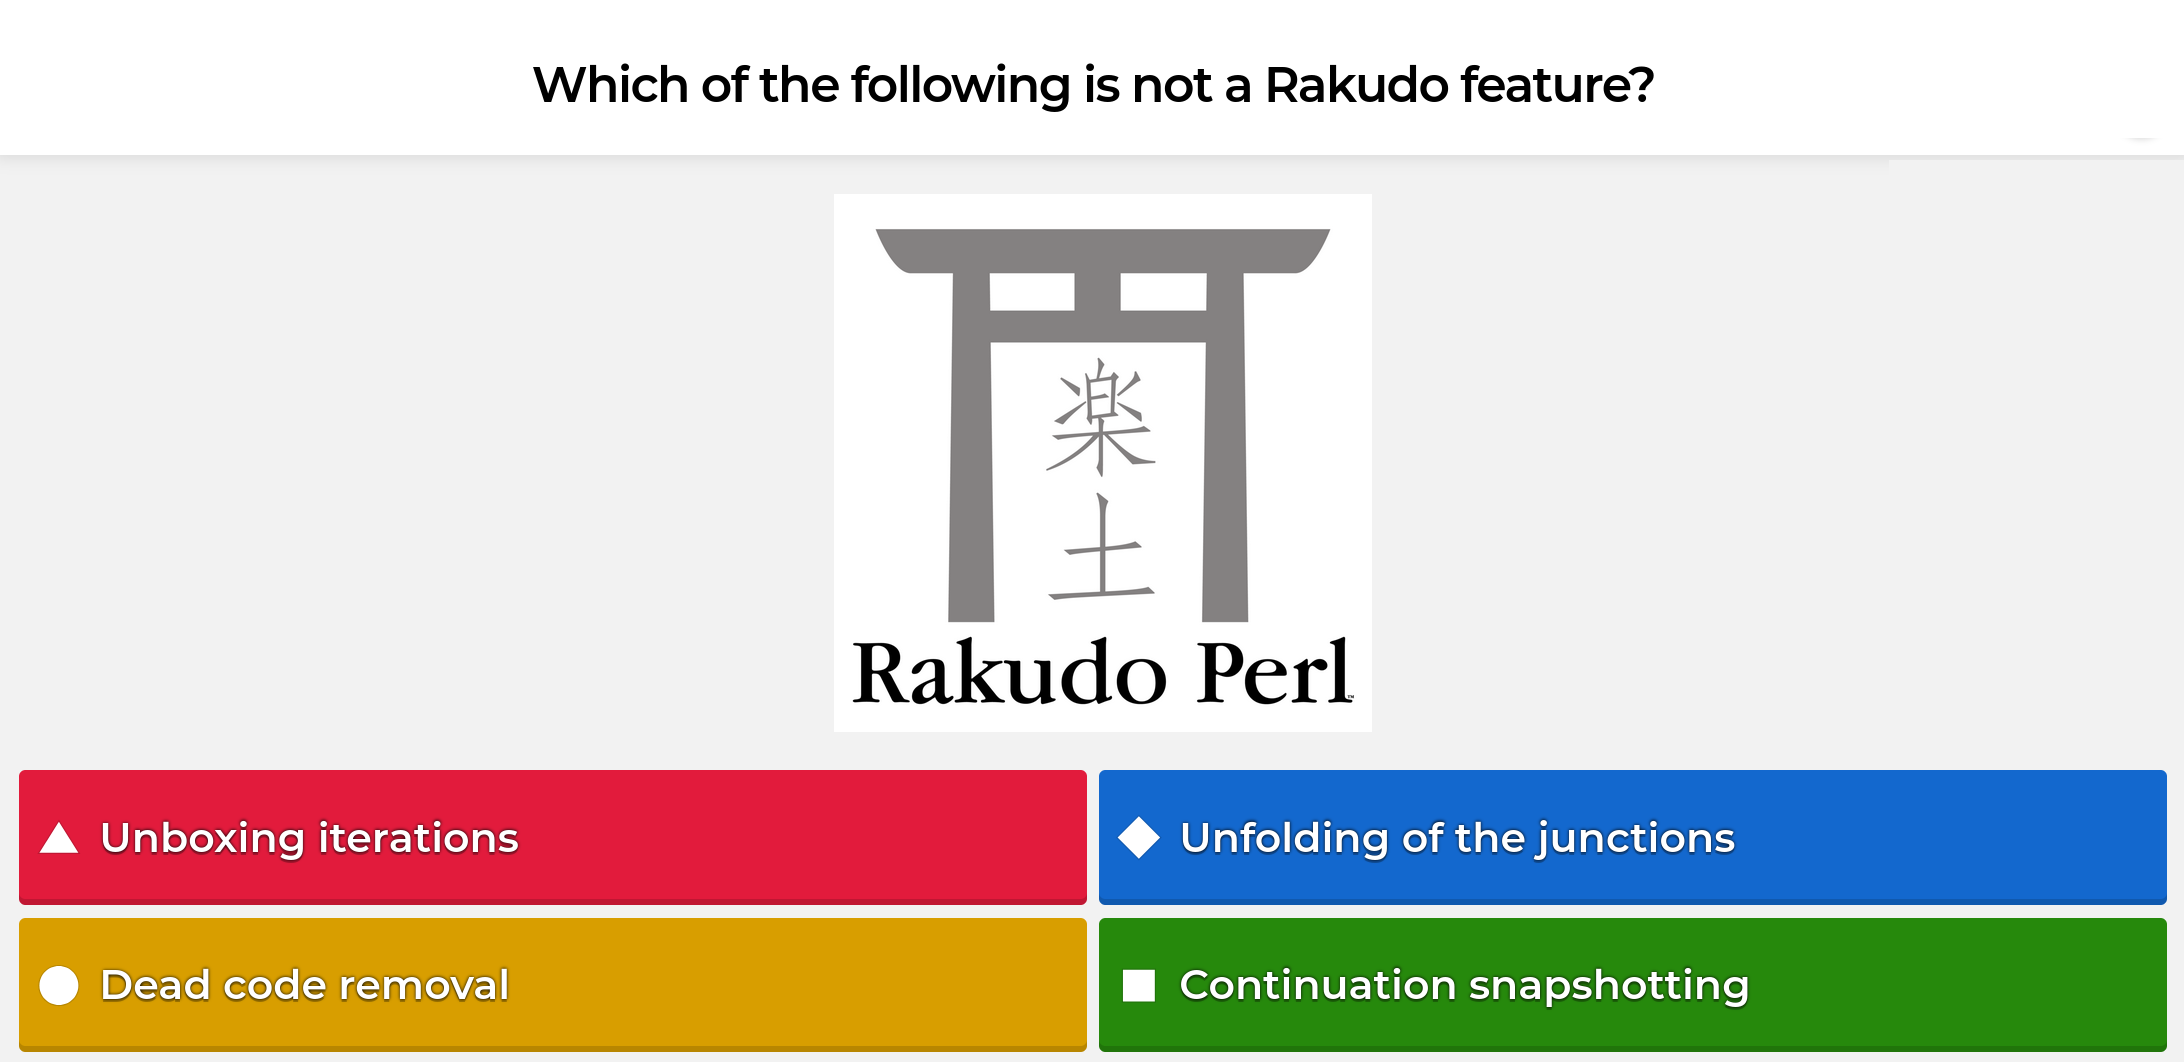 Which of the following is not a Rakudo feature?
楽
土
Rakudo Perl™
Unboxing iterations
Unfolding of the junctions
Dead code removal
Continuation snapshotting